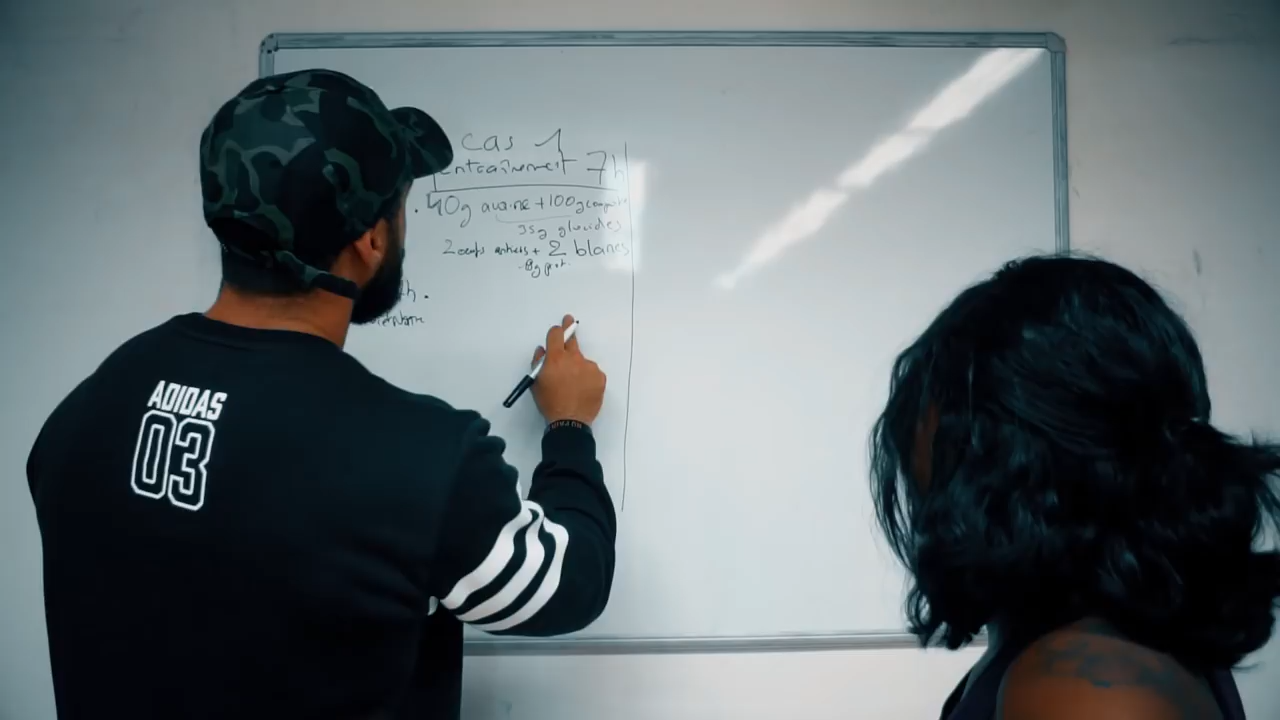 cas 1
entraînement 7h
. 40g avoine + 100g compote
35g glucides
2 oeufs entiers + 2 blancs
h.
ADIDAS
03